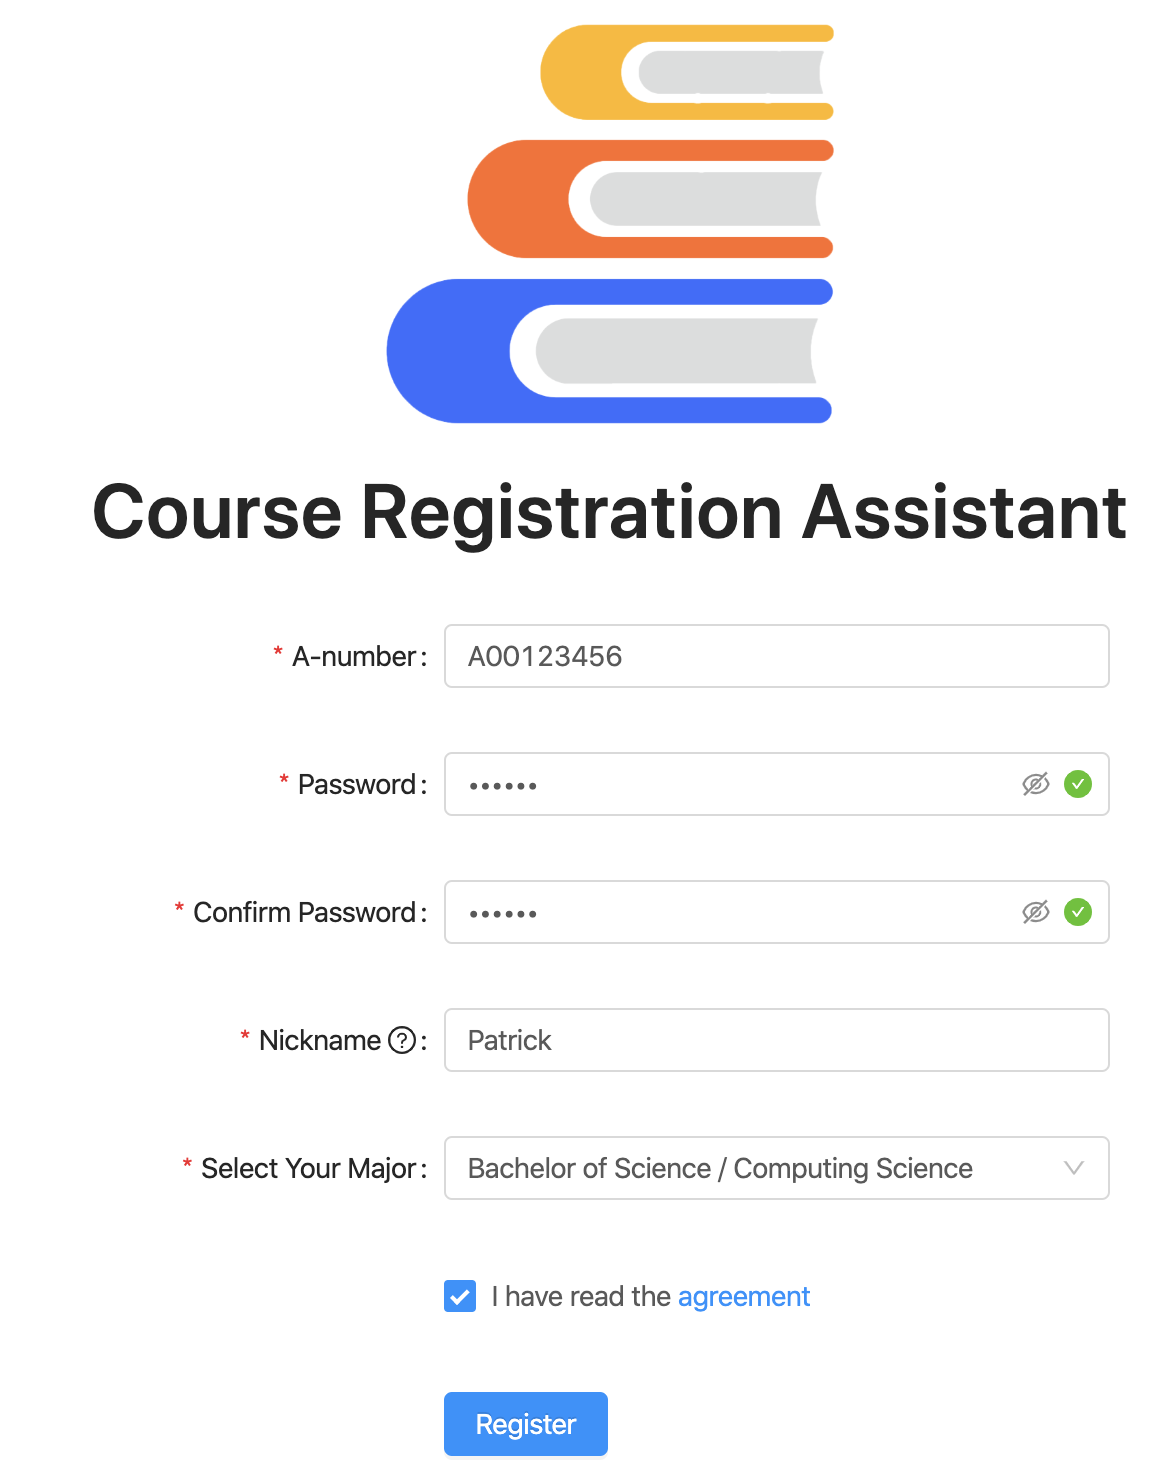 Course Registration Assistant
* A-number: A00123456
* Password: ••••••
* Confirm Password: ••••••
* Nickname ?: Patrick
* Select Your Major: Bachelor of Science / Computing Science
I have read the agreement
Register